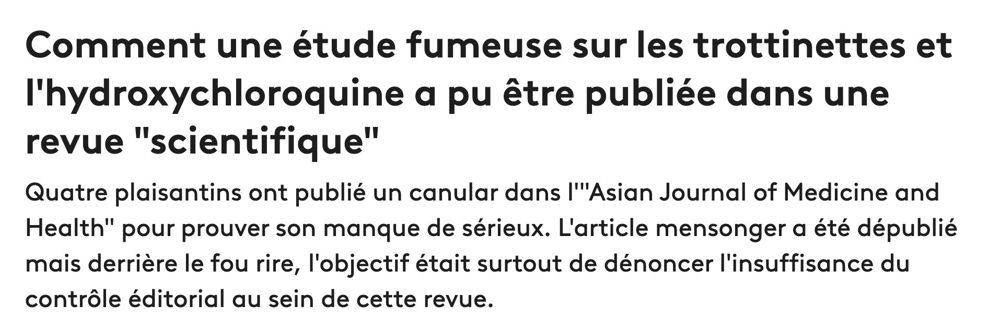 Comment une étude fumeuse sur les trottinettes et
l'hydroxychloroquine a pu être publiée dans une
revue "scientifique"
Quatre plaisantins ont publié un canular dans l'"Asian Journal of Medicine and
Health" pour prouver son manque de sérieux. L'article mensonger a été dépublié
mais derrière le fou rire, l'objectif était surtout de dénoncer l'insuffisance du
contrôle éditorial au sein de cette revue.